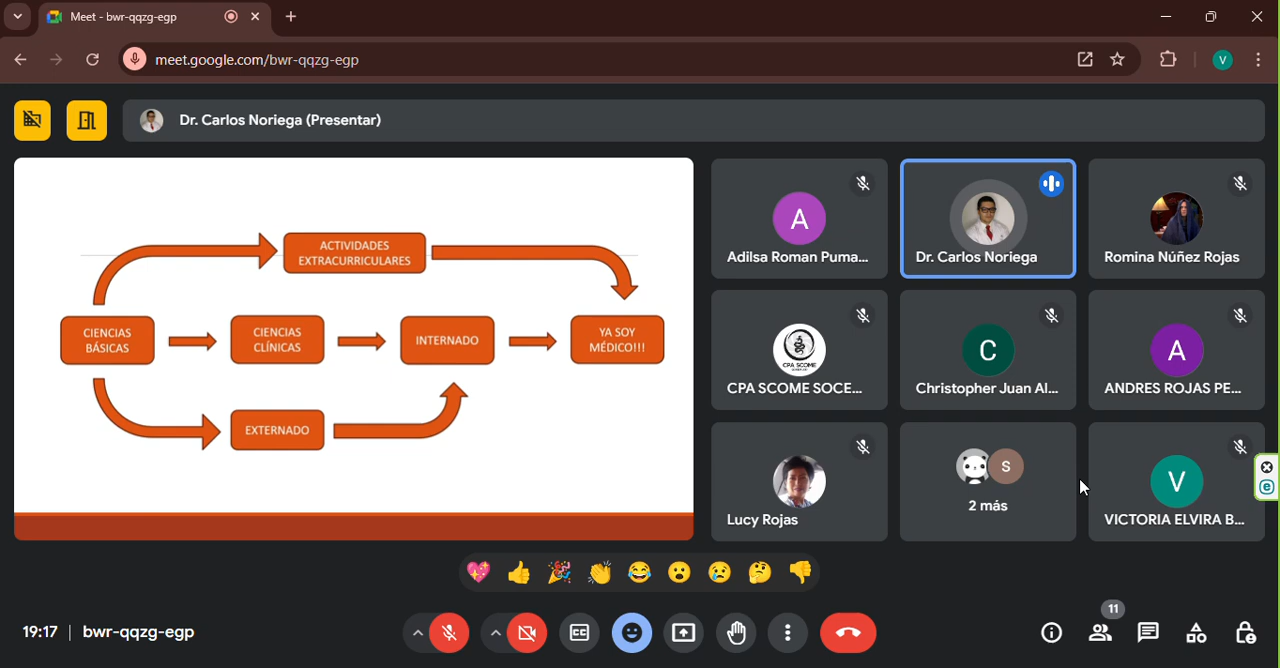 Meet - bwr-qqzg-egp
meet.google.com/bwr-qqzg-egp
V
Dr. Carlos Noriega (Presentar)
ACTIVIDADES
EXTRACURRICULARES
CIENCIAS
BÁSICAS
CIENCIAS
CLÍNICAS
INTERNADO
YA SOY
MÉDICO!!!
EXTERNADO
A
Adilsa Roman Puma...
Dr. Carlos Noriega
Romina Núñez Rojas
CPA SCOME
CPA SCOME SOCE...
C
Christopher Juan Al...
A
ANDRES ROJAS PE...
Lucy Rojas
S
2 más
V
VICTORIA ELVIRA B...
19:17 | bwr-qqzg-egp
11